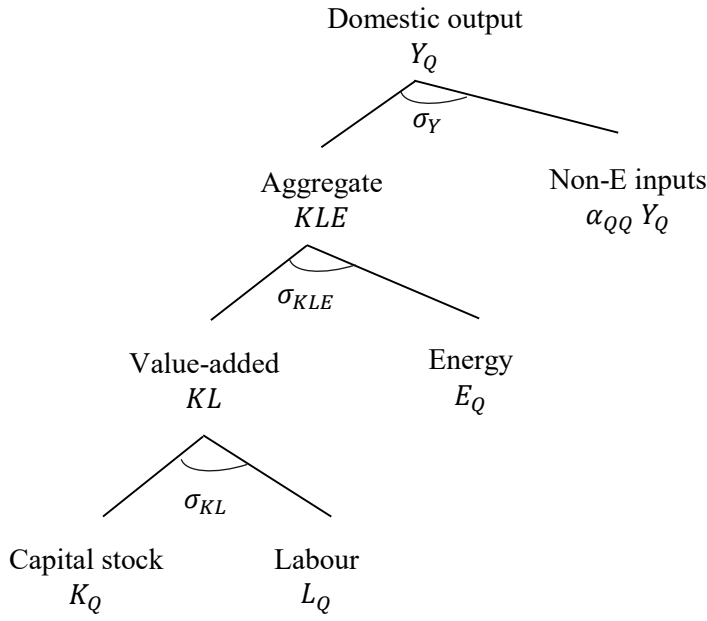 Domestic output
Y_Q
σ_Y
Aggregate
KLE
Non-E inputs
α_QQ Y_Q
σ_KLE
Value-added
KL
Energy
E_Q
σ_KL
Capital stock
K_Q
Labour
L_Q